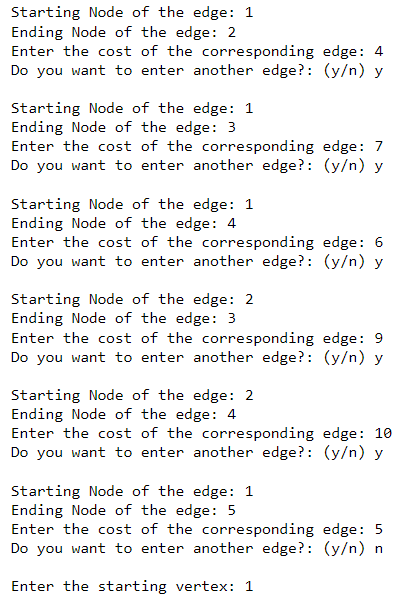 Starting Node of the edge: 1
Ending Node of the edge: 2
Enter the cost of the corresponding edge: 4
Do you want to enter another edge?: (y/n) y
Starting Node of the edge: 1
Ending Node of the edge: 3
Enter the cost of the corresponding edge: 7
Do you want to enter another edge?: (y/n) y
Starting Node of the edge: 1
Ending Node of the edge: 4
Enter the cost of the corresponding edge: 6
Do you want to enter another edge?: (y/n) y
Starting Node of the edge: 2
Ending Node of the edge: 3
Enter the cost of the corresponding edge: 9
Do you want to enter another edge?: (y/n) y
Starting Node of the edge: 2
Ending Node of the edge: 4
Enter the cost of the corresponding edge: 10
Do you want to enter another edge?: (y/n) y
Starting Node of the edge: 1
Ending Node of the edge: 5
Enter the cost of the corresponding edge: 5
Do you want to enter another edge?: (y/n) n
Enter the starting vertex: 1